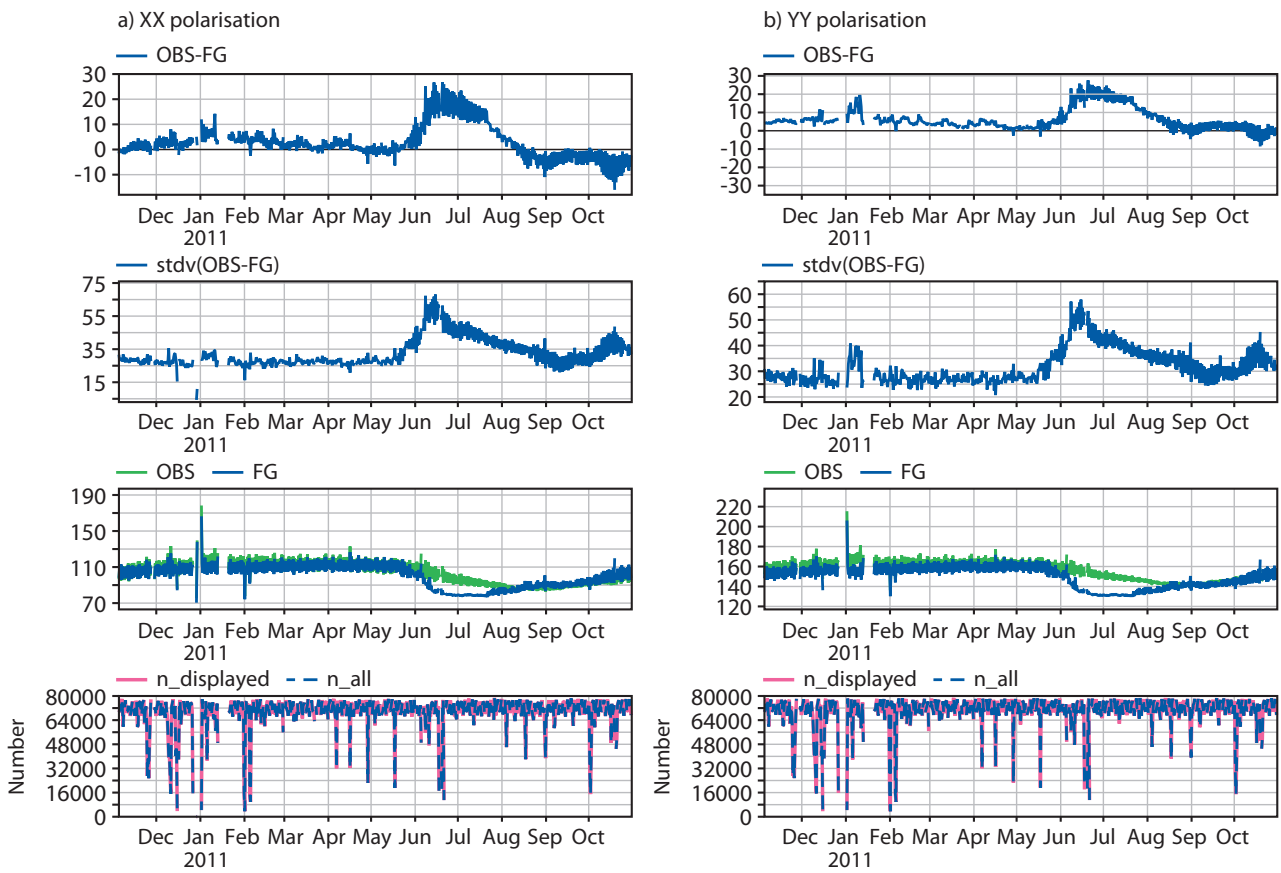 a) XX polarisation
OBS-FG
30
20
10
0
-10
Dec Jan Feb Mar Apr May Jun Jul Aug Sep Oct
2011
stdv(OBS-FG)
75
55
35
15
Dec Jan Feb Mar Apr May Jun Jul Aug Sep Oct
2011
OBS FG
190
150
110
70
Dec Jan Feb Mar Apr May Jun Jul Aug Sep Oct
2011
n_displayed n_all
Number
80000
64000
48000
32000
16000
0
Dec Jan Feb Mar Apr May Jun Jul Aug Sep Oct
2011
b) YY polarisation
OBS-FG
30
20
10
0
-10
-20
-30
Dec Jan Feb Mar Apr May Jun Jul Aug Sep Oct
2011
stdv(OBS-FG)
60
50
40
30
20
Dec Jan Feb Mar Apr May Jun Jul Aug Sep Oct
2011
OBS FG
220
200
180
160
140
120
Dec Jan Feb Mar Apr May Jun Jul Aug Sep Oct
2011
n_displayed n_all
Number
80000
64000
48000
32000
16000
0
Dec Jan Feb Mar Apr May Jun Jul Aug Sep Oct
2011